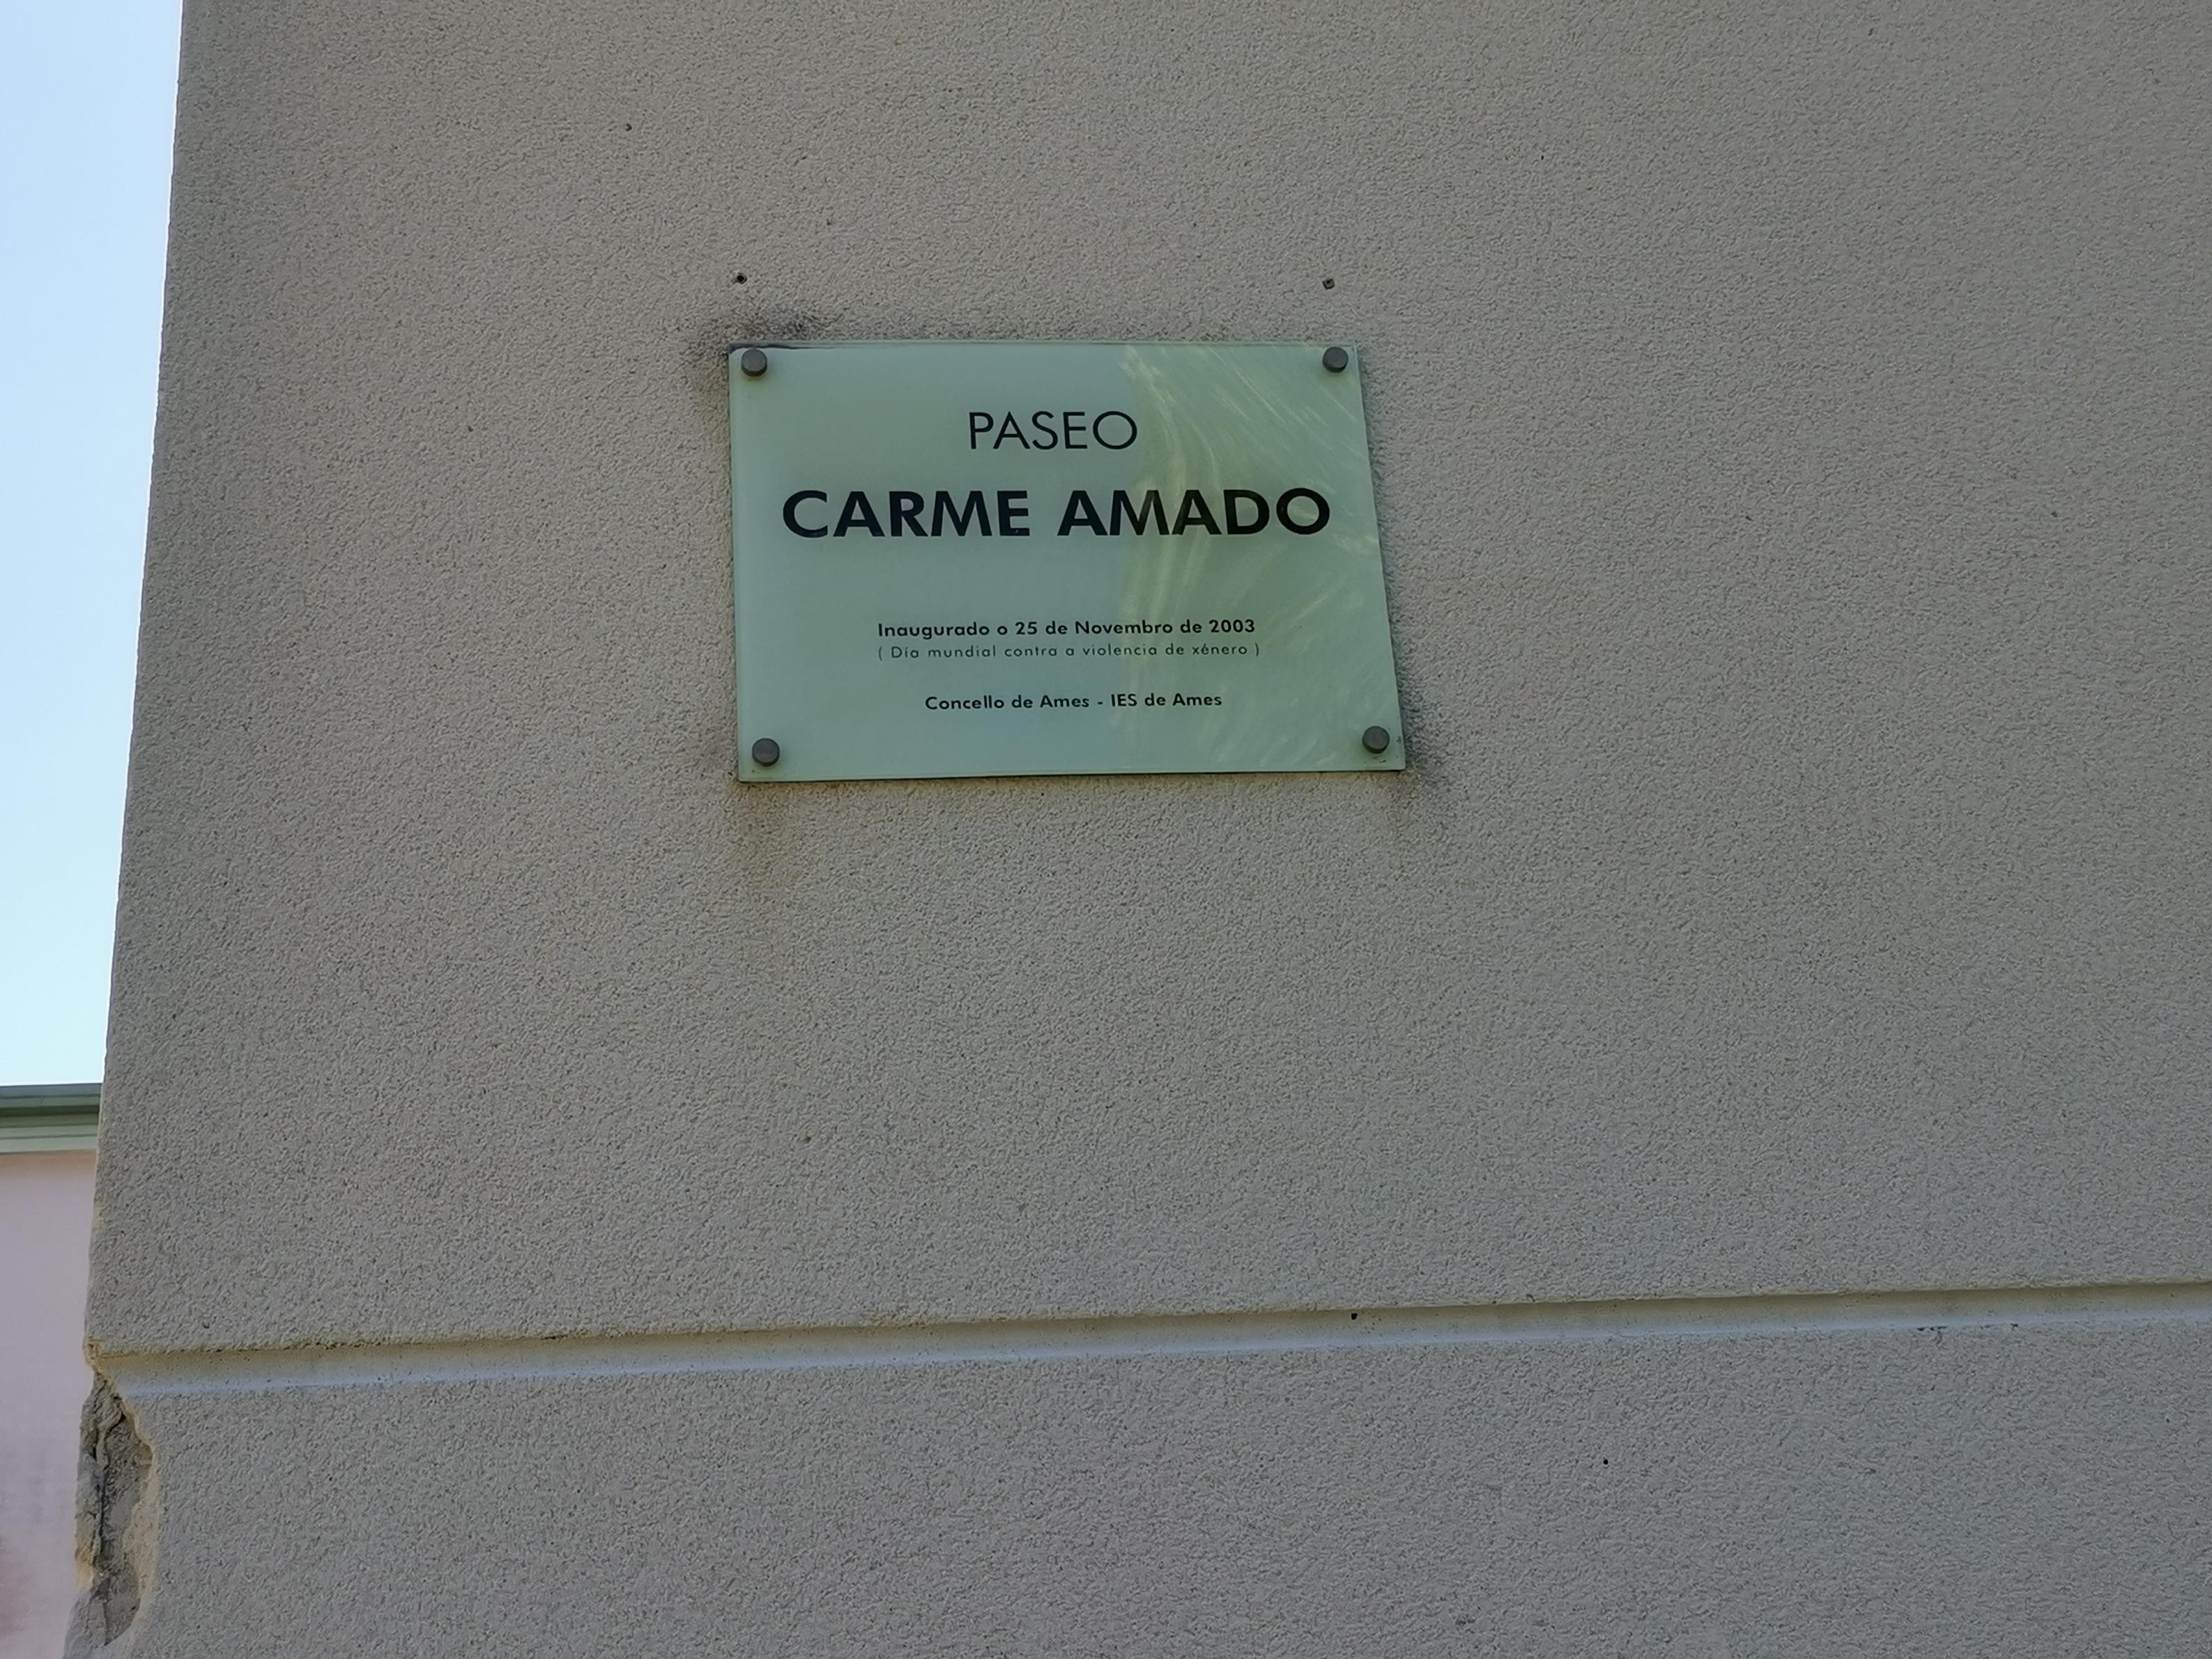 PASEO
CARME AMADO
Inaugurado o 25 de Novembro de 2003
( Día mundial contra a violencia de xénero )
Concello de Ames - IES de Ames